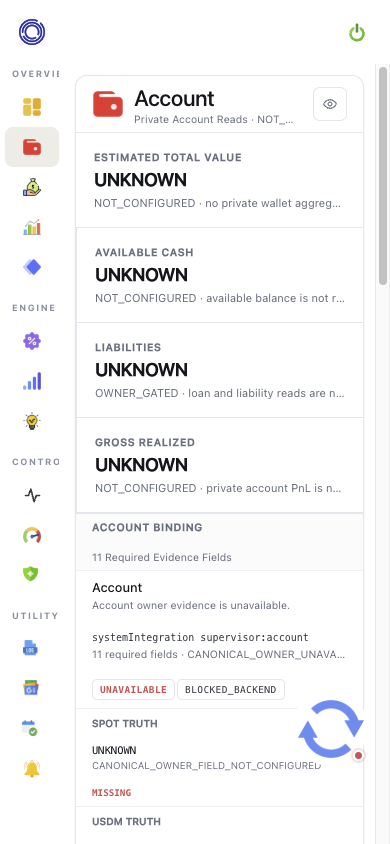 OVERVIE
Account
Private Account Reads · NOT_...
ESTIMATED TOTAL VALUE
UNKNOWN
NOT_CONFIGURED · no private wallet aggreg...
AVAILABLE CASH
UNKNOWN
NOT_CONFIGURED · available balance is not r...
LIABILITIES
UNKNOWN
OWNER_GATED · loan and liability reads are n...
ENGINE
GROSS REALIZED
UNKNOWN
NOT_CONFIGURED · private account PnL is n...
CONTRO
ACCOUNT BINDING
11 Required Evidence Fields
Account
Account owner evidence is unavailable.
UTILITY
systemIntegration supervisor:account
11 required fields · CANONICAL_OWNER_UNAVA...
UNAVAILABLE BLOCKED_BACKEND
SPOT TRUTH
UNKNOWN
CANONICAL_OWNER_FIELD_NOT_CONFIGURED
MISSING
USDM TRUTH